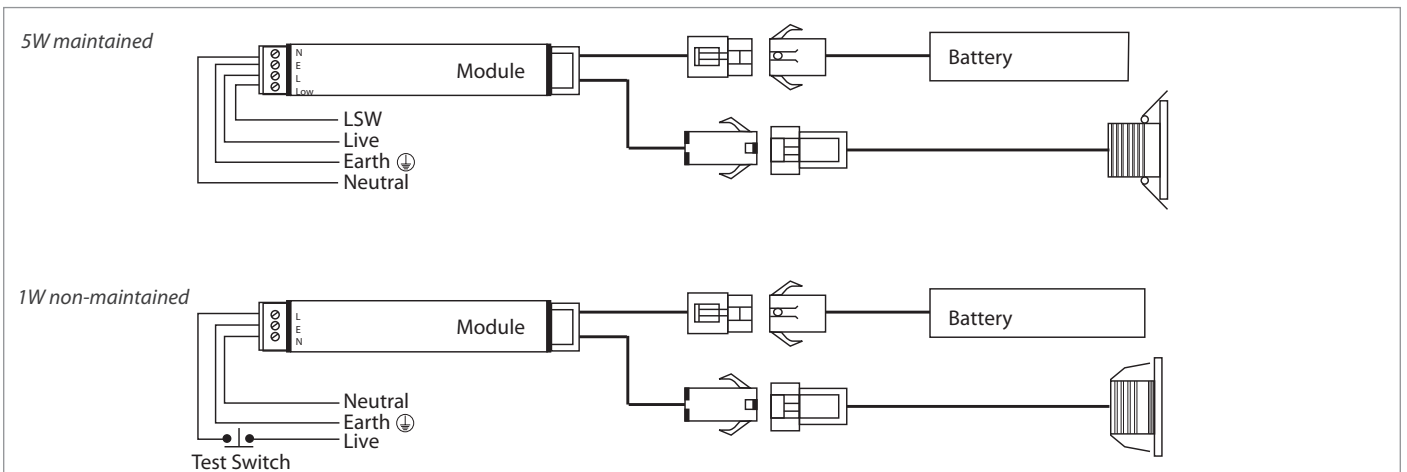 5W maintained
N
E
L
Low
Module
Battery
LSW
Live
Earth
Neutral
1W non-maintained
L
E
N
Module
Battery
Neutral
Earth
Live
Test Switch